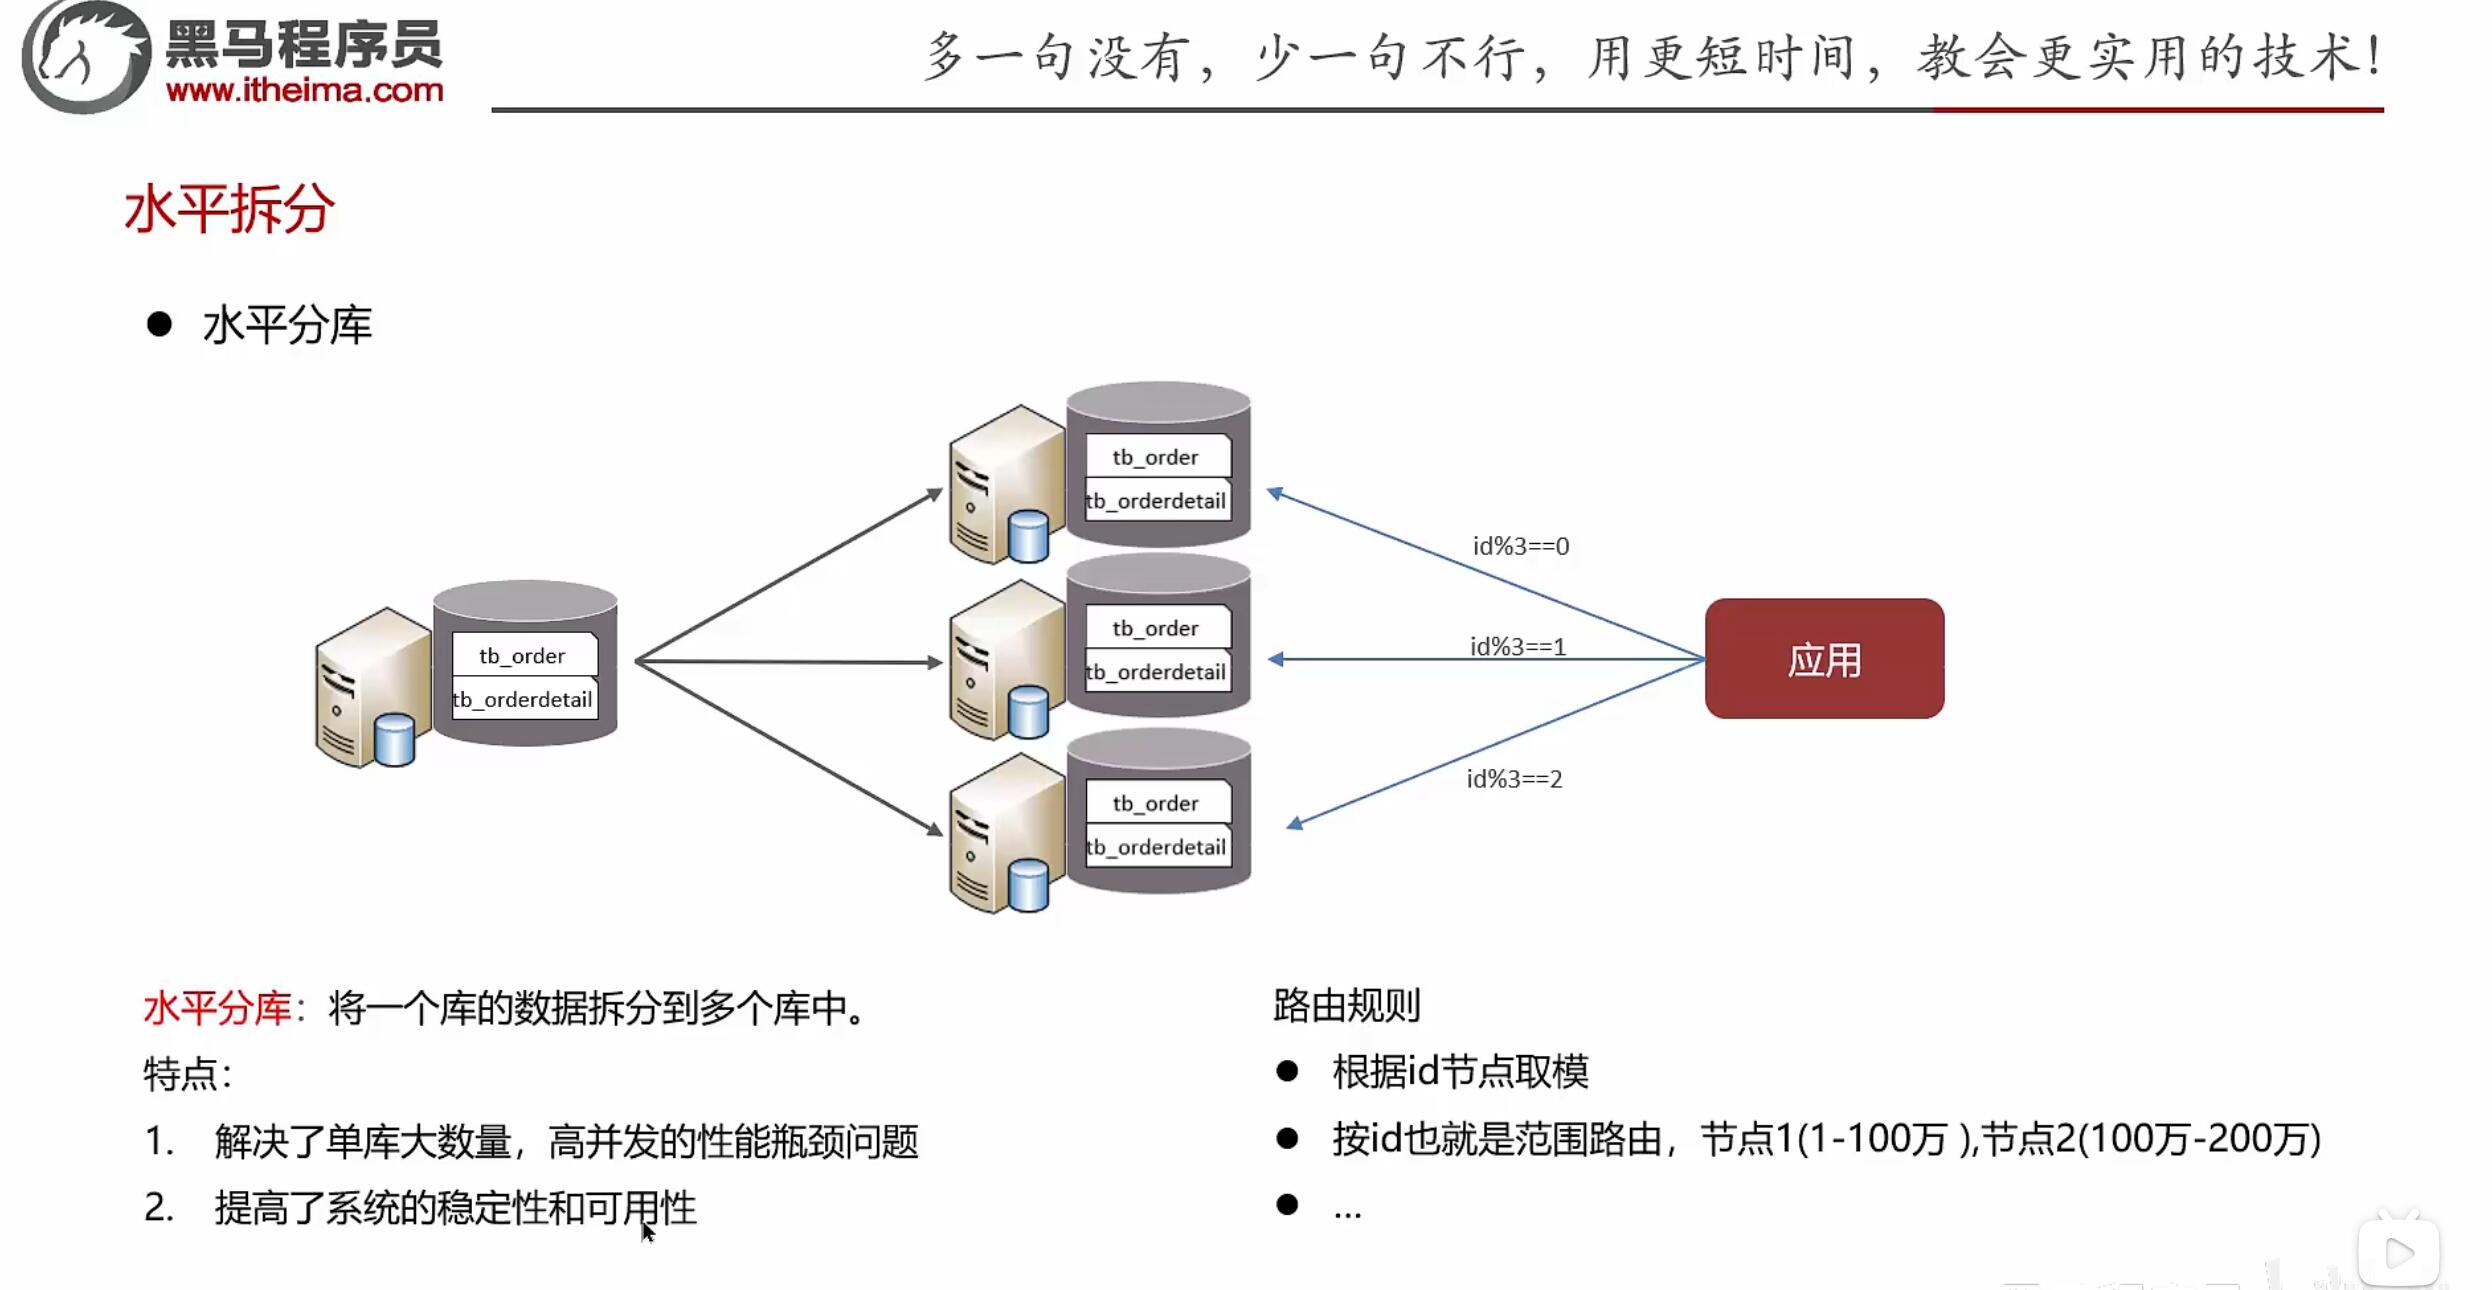 黑马程序员
www.itheima.com
多一句没有，少一句不行，用更短时间，教会更实用的技术！
水平拆分
● 水平分库
tb_order
tb_orderdetail
tb_order
tb_orderdetail
tb_order
tb_orderdetail
tb_order
tb_orderdetail
id%3==0
id%3==1
id%3==2
应用
水平分库：将一个库的数据拆分到多个库中。
特点：
1. 解决了单库大数量，高并发的性能瓶颈问题
2. 提高了系统的稳定性和可用性
路由规则
● 根据id节点取模
● 按id也就是范围路由，节点1(1-100万 ),节点2(100万-200万)
● ...